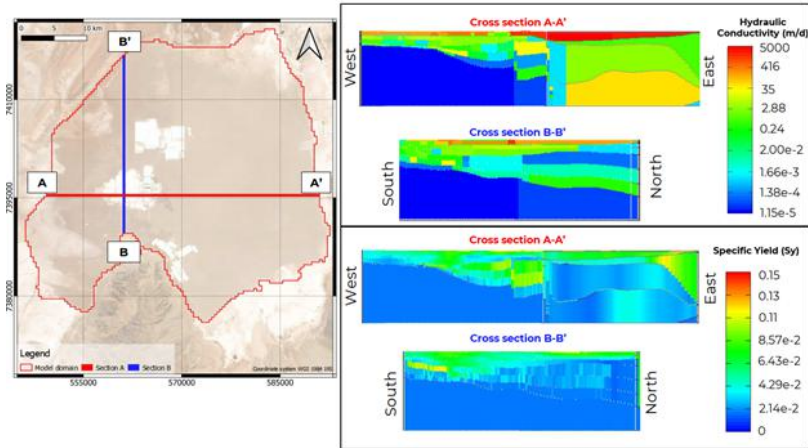 0 5 10 km
B'
A
A'
B
7410000
7395000
7380000
Legend
Model domain
Section A
Section B
555000
570000
585000
Cross section A-A'
West
East
Cross section B-B'
South
North
Hydraulic
Conductivity (m/d)
5000
415
35
2.88
0.24
2.00e-2
1.66e-3
1.38e-4
1.15e-5
Cross section A-A'
West
East
Cross section B-B'
South
North
Specific Yield (Sy)
0.15
0.13
0.11
8.57e-2
6.43e-2
4.29e-2
2.14e-2
0